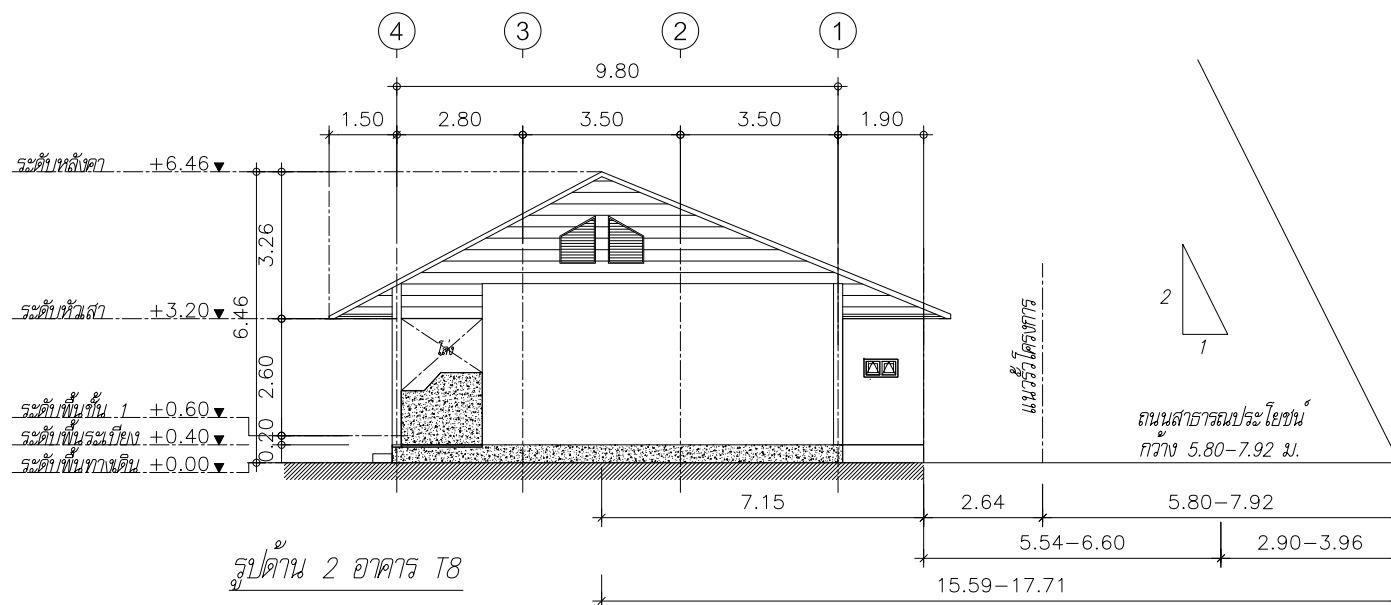 4 3 2 1
9.80
1.50 2.80 3.50 3.50 1.90
ระดับหลังคา +6.46
3.26
6.46
ระดับหัวเสา +3.20
2.60
ระดับพื้นชั้น 1 +0.60
ระดับพื้นระเบียง +0.40
0.20
ระดับพื้นทางเดิน +0.00
โล่ง
แนวรั้วโครงการ
2
1
ถนนสาธารณประโยชน์
กว้าง 5.80-7.92 ม.
7.15 2.64 5.80-7.92
5.54-6.60 2.90-3.96
15.59-17.71
รูปด้าน 2 อาคาร T8